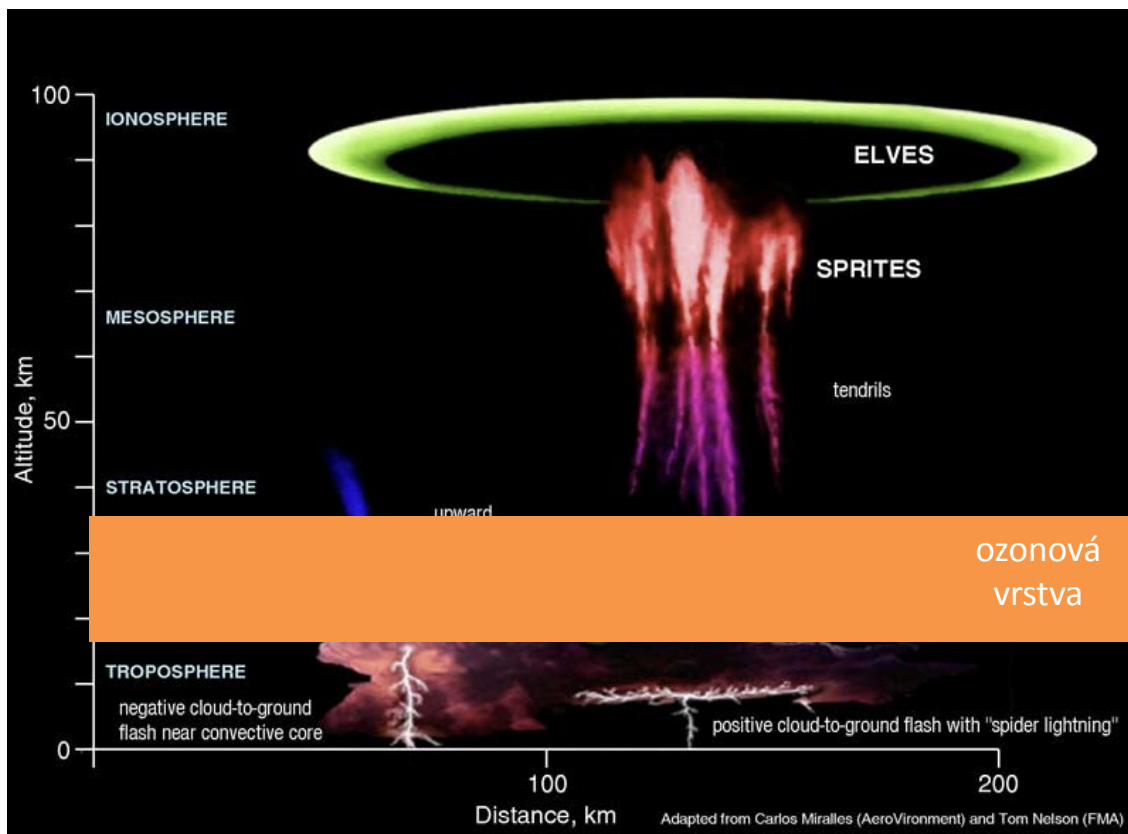 100
IONOSPHERE
ELVES
SPRITES
MESOSPHERE
tendrils
Altitude, km
50
STRATOSPHERE
upward
ozonová
vrstva
TROPOSPHERE
negative cloud-to-ground
flash near convective core
positive cloud-to-ground flash with "spider lightning"
0
100
200
Distance, km
Adapted from Carlos Miralles (AeroVironment) and Tom Nelson (FMA)